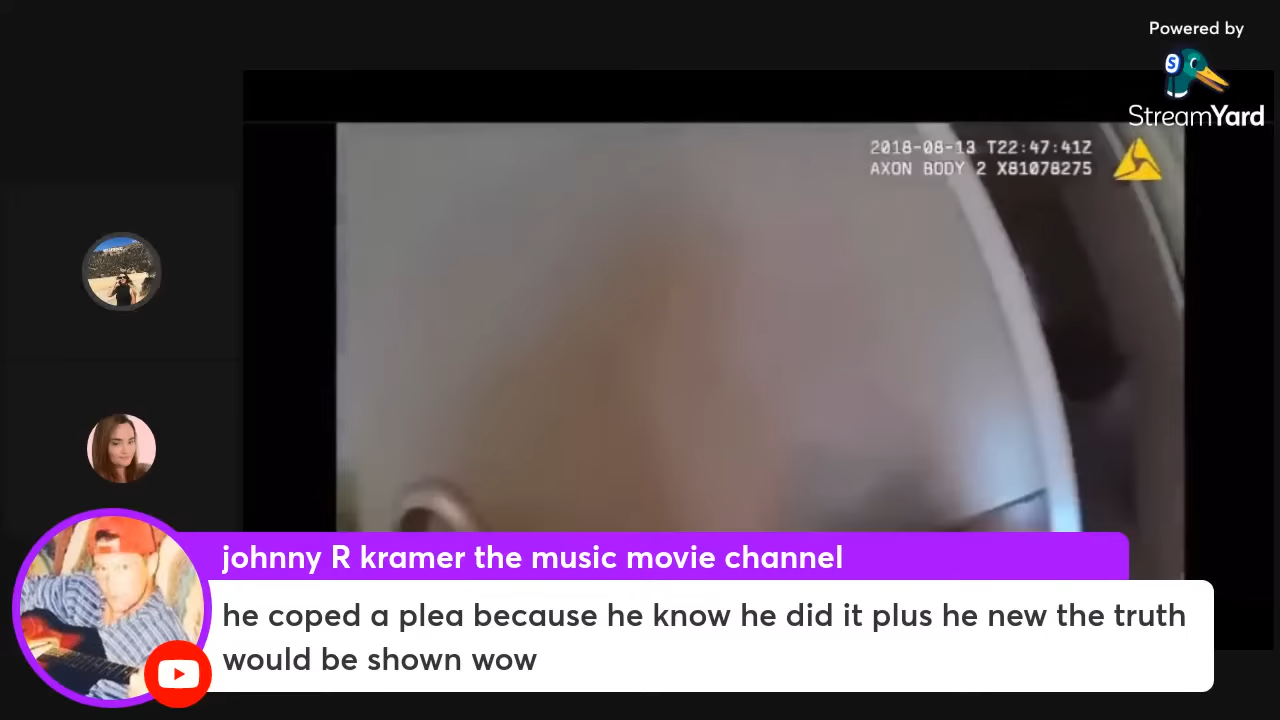 Powered by
StreamYard
2018-08-13 T22:47:41Z
AXON BODY 2 X81078275
johnny R kramer the music movie channel
he coped a plea because he know he did it plus he new the truth
would be shown wow